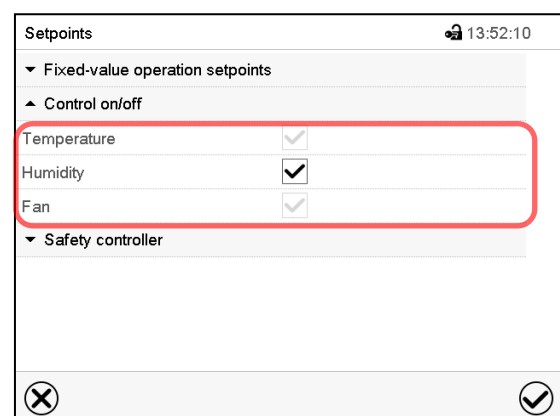 Setpoints 13:52:10
Fixed-value operation setpoints
Control on/off
Temperature
Humidity
Fan
Safety controller